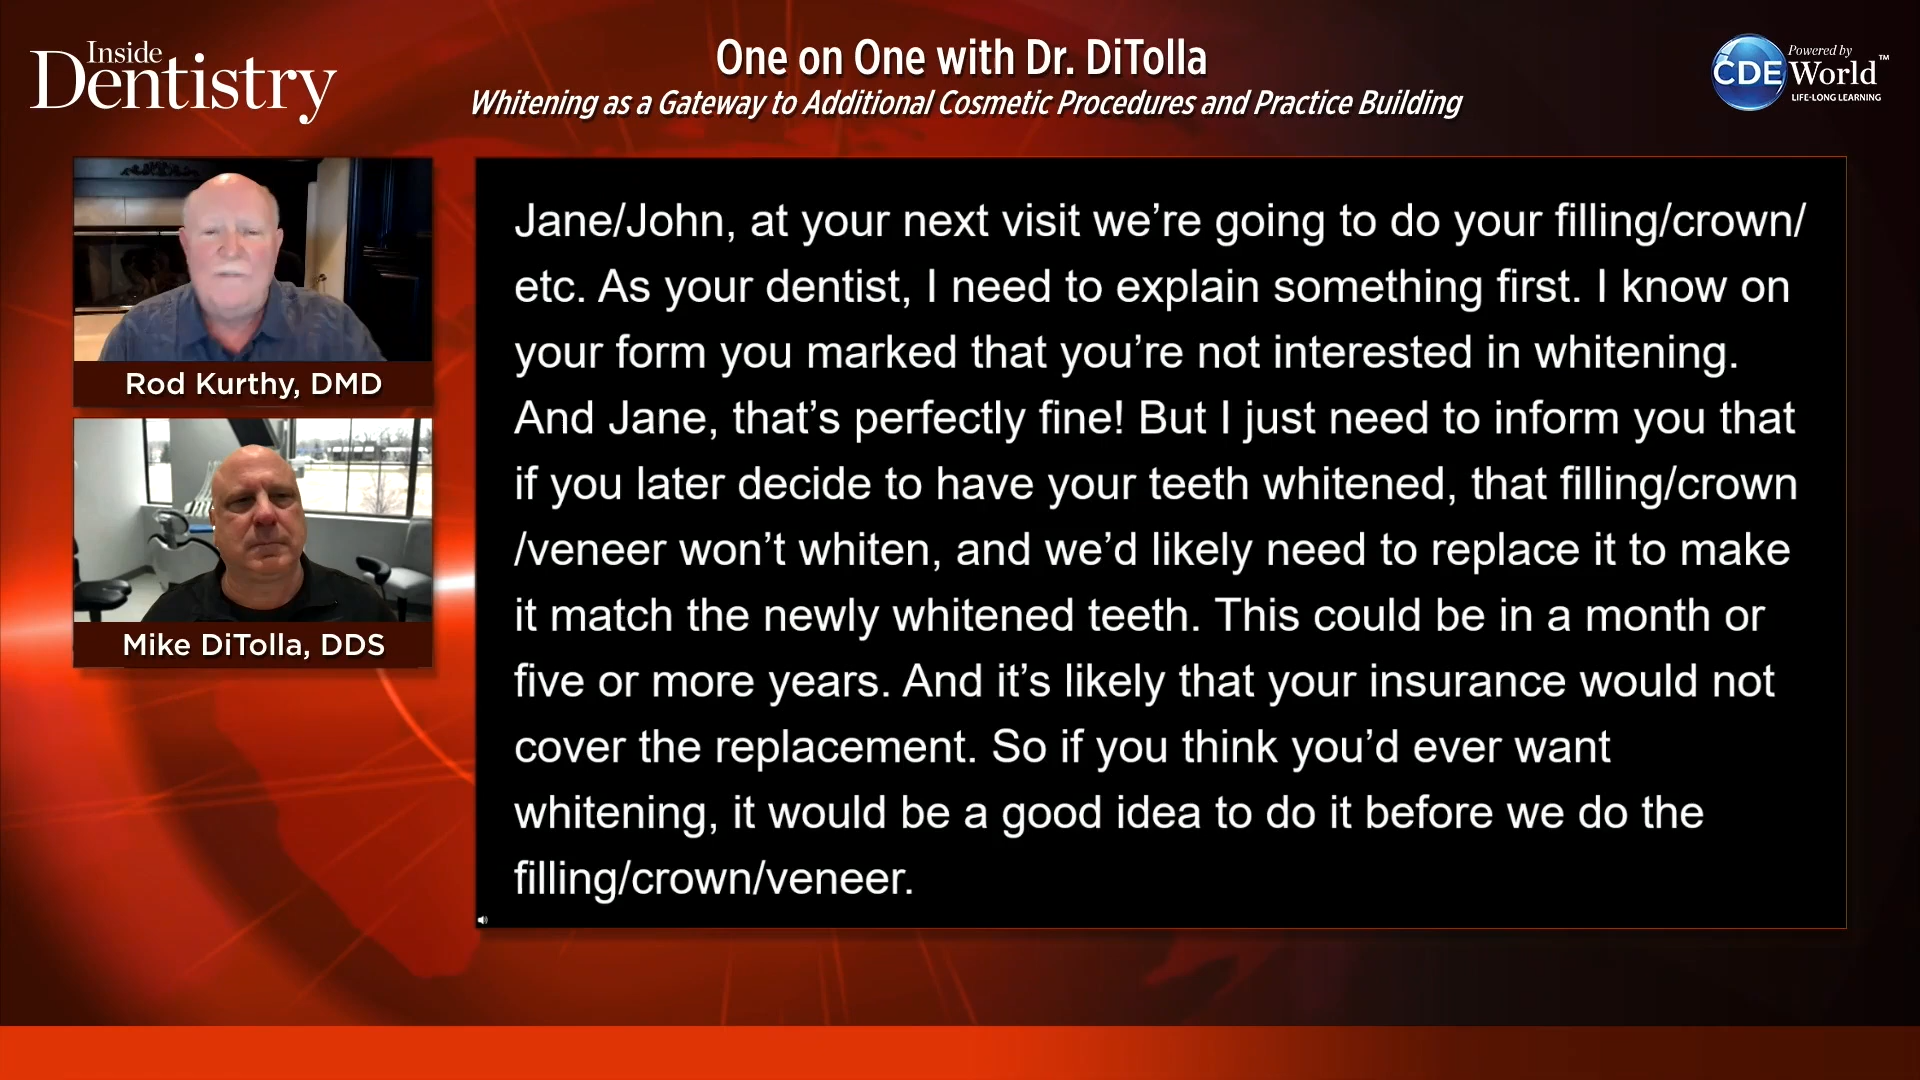 Inside
Dentistry
One on One with Dr. DiTolla
Whitening as a Gateway to Additional Cosmetic Procedures and Practice Building
Powered by
CDE World™
LIFE-LONG LEARNING
Rod Kurthy, DMD
Mike DiTolla, DDS
Jane/John, at your next visit we’re going to do your filling/crown/
etc. As your dentist, I need to explain something first. I know on
your form you marked that you’re not interested in whitening.
And Jane, that’s perfectly fine! But I just need to inform you that
if you later decide to have your teeth whitened, that filling/crown
/veneer won’t whiten, and we’d likely need to replace it to make
it match the newly whitened teeth. This could be in a month or
five or more years. And it’s likely that your insurance would not
cover the replacement. So if you think you’d ever want
whitening, it would be a good idea to do it before we do the
filling/crown/veneer.